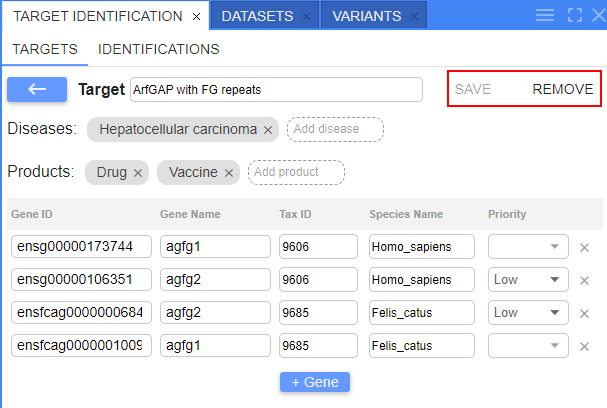 TARGET IDENTIFICATION × DATASETS × VARIANTS ×
TARGETS IDENTIFICATIONS
Target ArfGAP with FG repeats SAVE REMOVE
Diseases: Hepatocellular carcinoma × Add disease
Products: Drug × Vaccine × Add product
Gene ID Gene Name Tax ID Species Name Priority
ensg00000173744 agfg1 9606 Homo_sapiens ×
ensg00000106351 agfg2 9606 Homo_sapiens Low ×
ensfcag0000000684 agfg2 9685 Felis_catus Low ×
ensfcag0000001009 agfg1 9685 Felis_catus ×
+ Gene